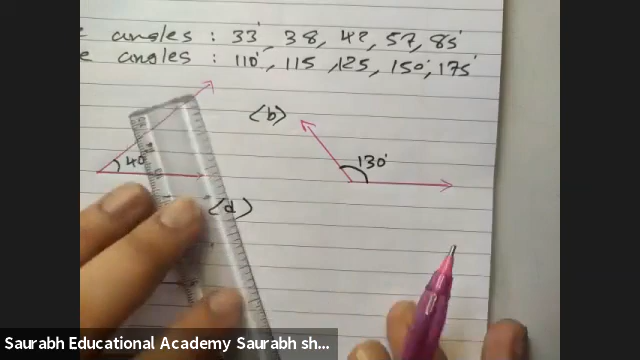 e angles : 33°, 38, 42, 57, 85°
e angles : 110°, 115, 125, 150°, 175°
(b)
40
130°
(d)
Saurabh Educational Academy Saurabh sh...